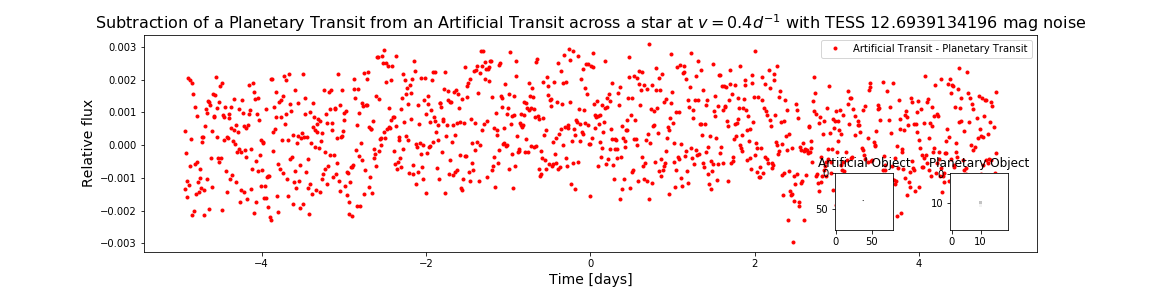 Subtraction of a Planetary Transit from an Artificial Transit across a star at v = 0.4d⁻¹ with TESS 12.6939134196 mag noise
Artificial Transit - Planetary Transit
Relative flux
0.003
0.002
0.001
0.000
−0.001
−0.002
−0.003
Artificial Object
0
50
0 50
Planetary Object
0
10
0 10
−4 −2 0 2 4
Time [days]